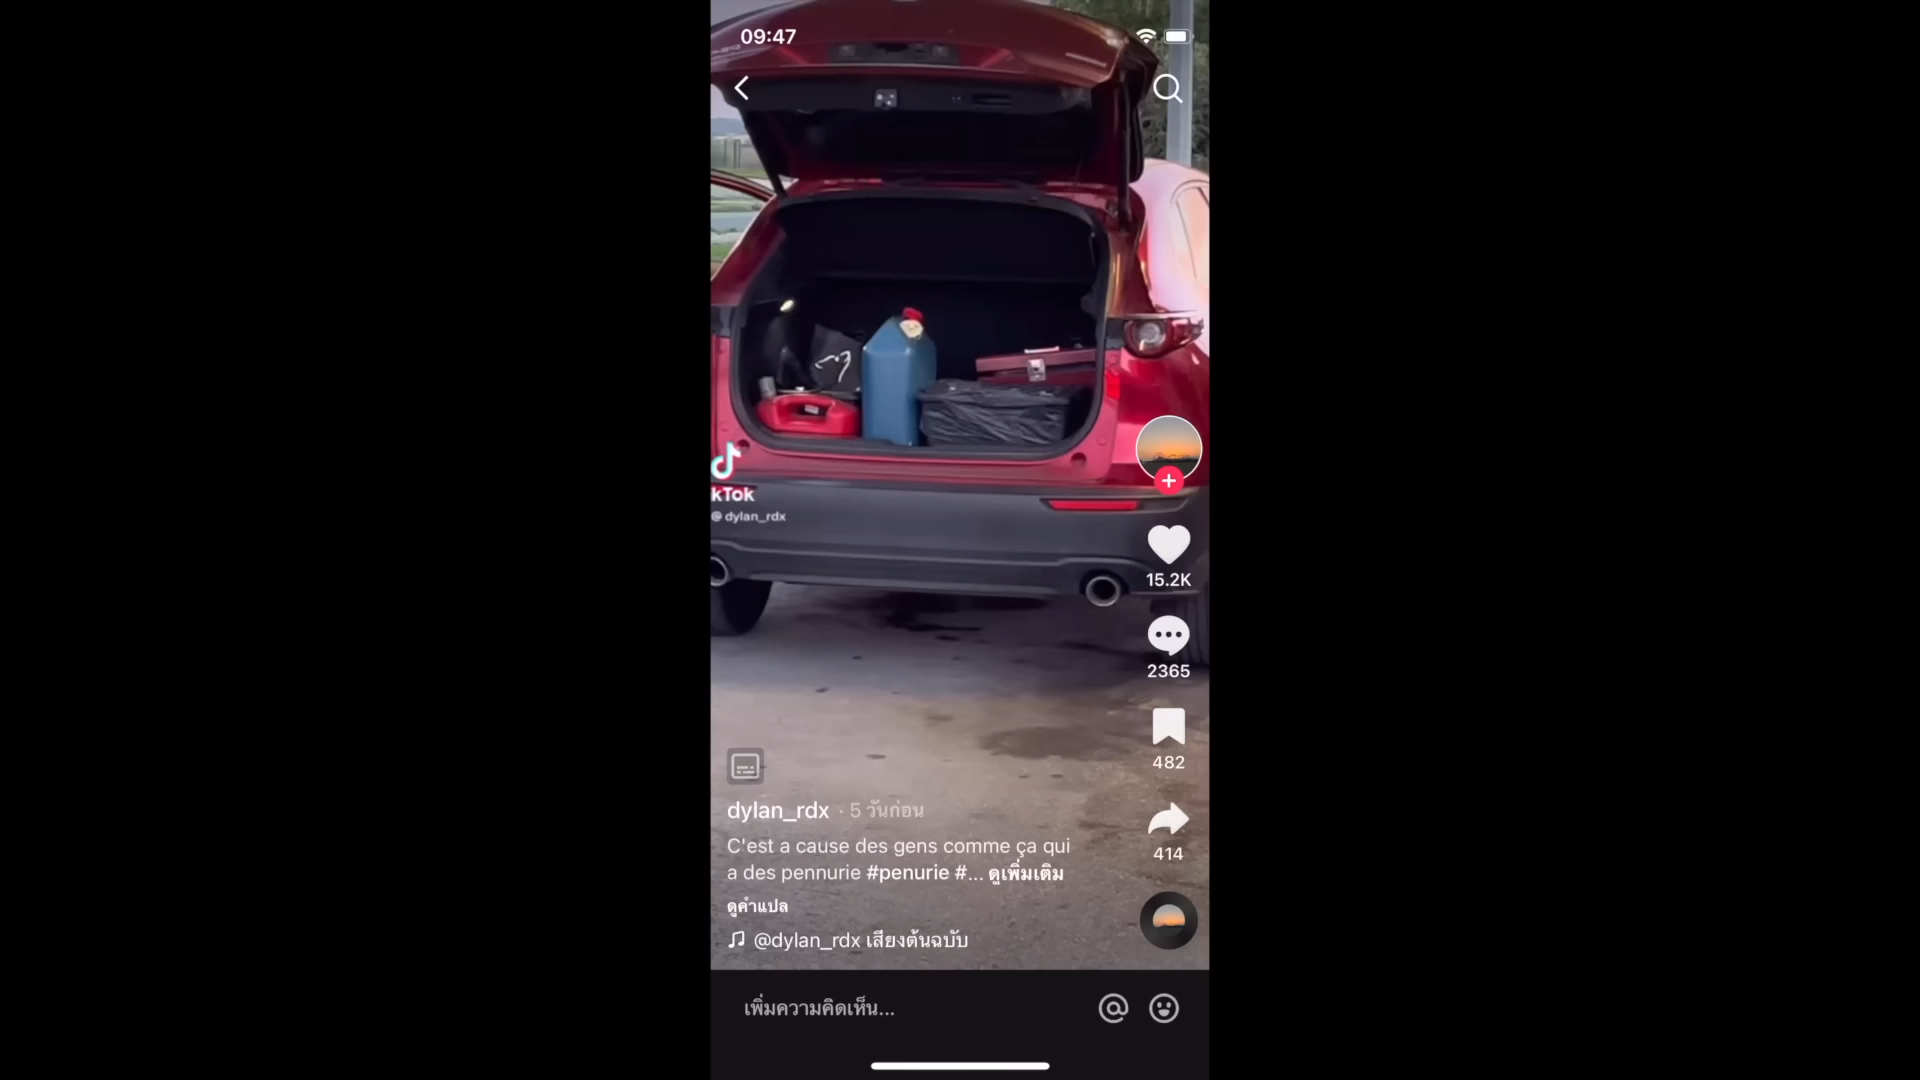 09:47
kTok
@ dylan_rdx
15.2K
2365
482
414
dylan_rdx · 5 วันก่อน
C'est a cause des gens comme ça qui
a des pennurie #penurie #... ดูเพิ่มเติม
ดูคำแปล
@dylan_rdx เสียงต้นฉบับ
เพิ่มความคิดเห็น...